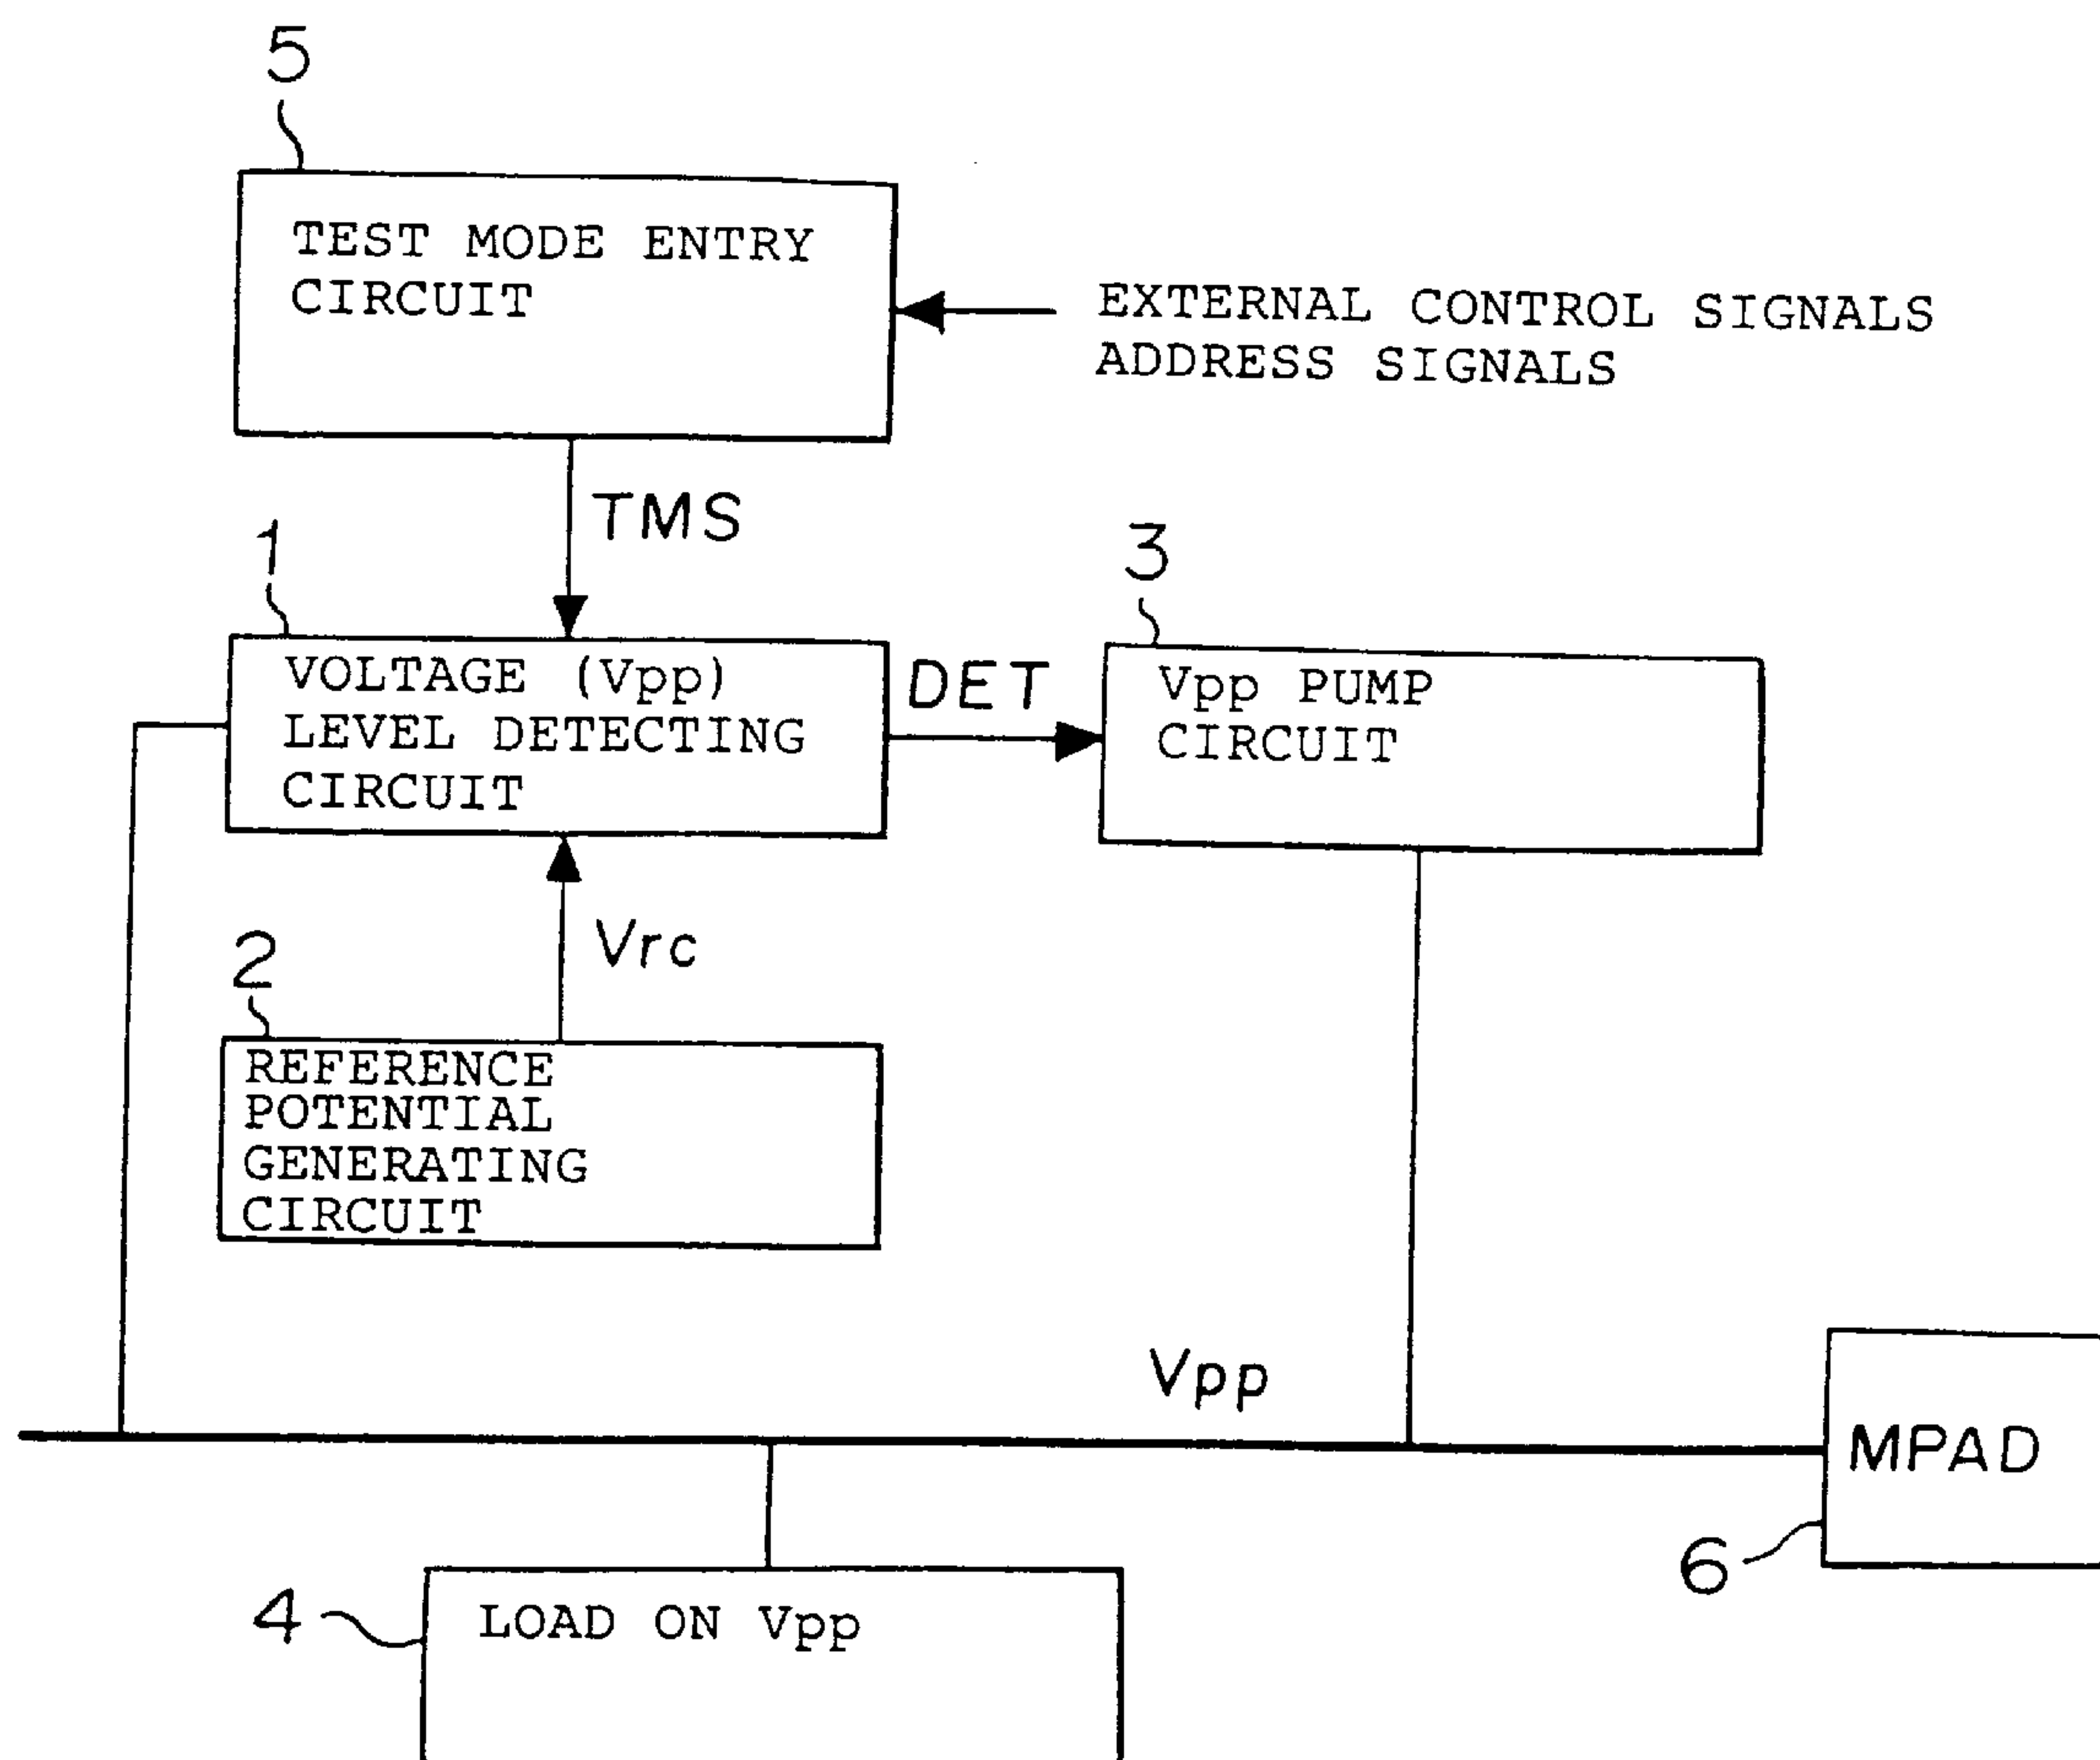 5
TEST MODE ENTRY
CIRCUIT
EXTERNAL CONTROL SIGNALS
ADDRESS SIGNALS
TMS
1
3
VOLTAGE (Vpp)
LEVEL DETECTING
CIRCUIT
DET
Vpp PUMP
CIRCUIT
Vrc
2
REFERENCE
POTENTIAL
GENERATING
CIRCUIT
Vpp
MPAD
6
4
LOAD ON Vpp